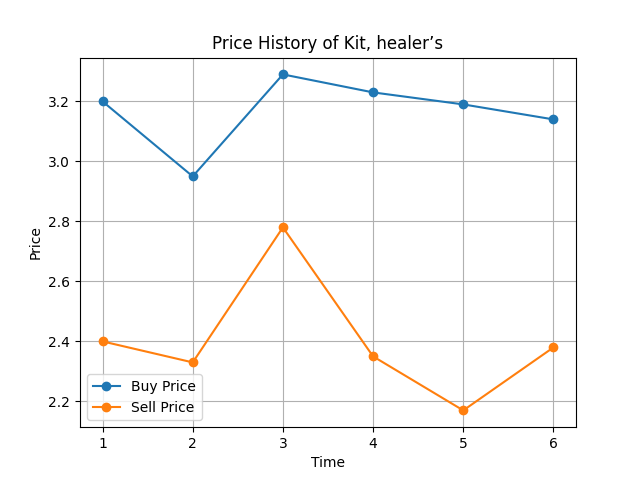 Price History of Kit, healer’s
Price
3.2
3.0
2.8
2.6
2.4
2.2
Buy Price
Sell Price
1 2 3 4 5 6
Time